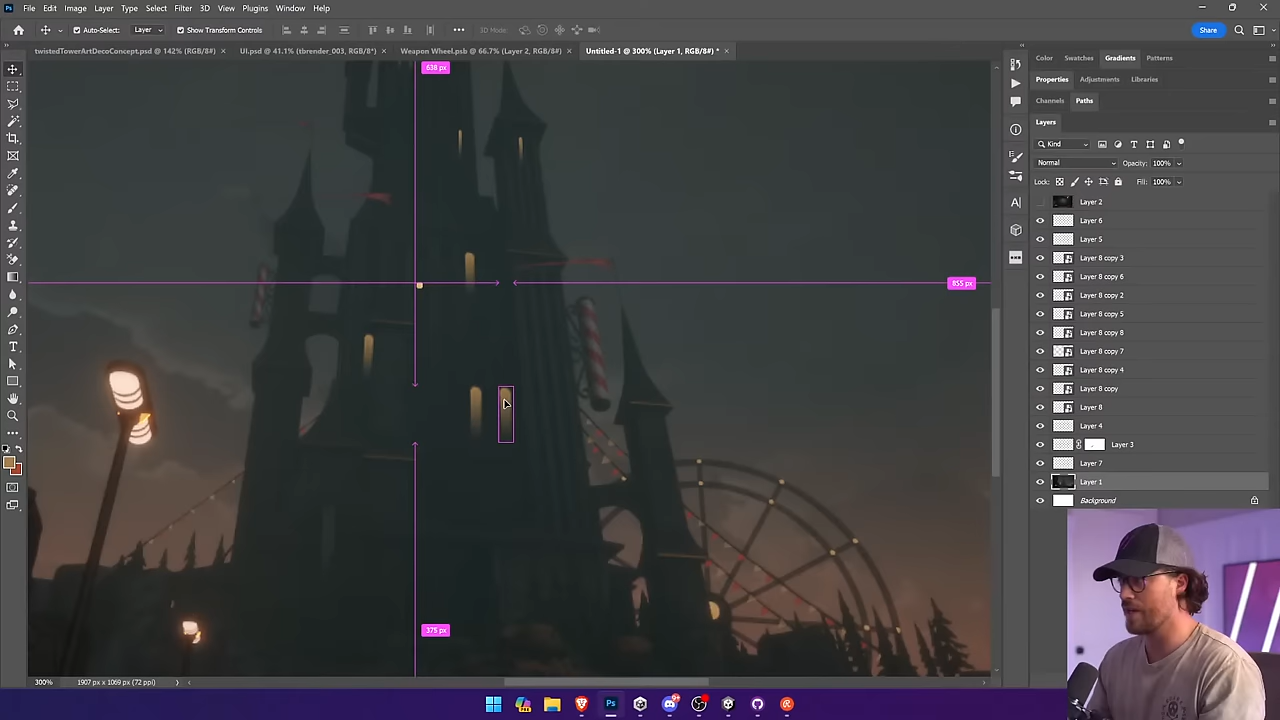 File Edit Image Layer Type Select Filter 3D View Plugins Window Help
Auto-Select: Layer Show Transform Controls 3D Mode: Share
twistedTowerArtDecoConcept.psd @ 142% (RGB/8#) × UI.psd @ 41.1% (tbrender_003, RGB/8#*) × Weapon Wheel.psb @ 66.7% (Layer 2, RGB/8#) × Untitled-1 @ 300% (Layer 1, RGB/8#) * ×
Color Swatches Gradients Patterns
Properties Adjustments Libraries
Channels Paths
Layers
Kind
Normal Opacity: 100%
Lock: Fill: 100%
Layer 2
Layer 6
Layer 5
Layer 8 copy 3
Layer 8 copy 6
Layer 8 copy 2
Layer 8 copy 5
Layer 8 copy 8
Layer 8 copy 7
Layer 8 copy 4
Layer 8 copy
Layer 8
Layer 4
Layer 3
Layer 7
Layer 1
Background
638 px
855 px
375 px
300% 1907 px x 1069 px (72 ppi)